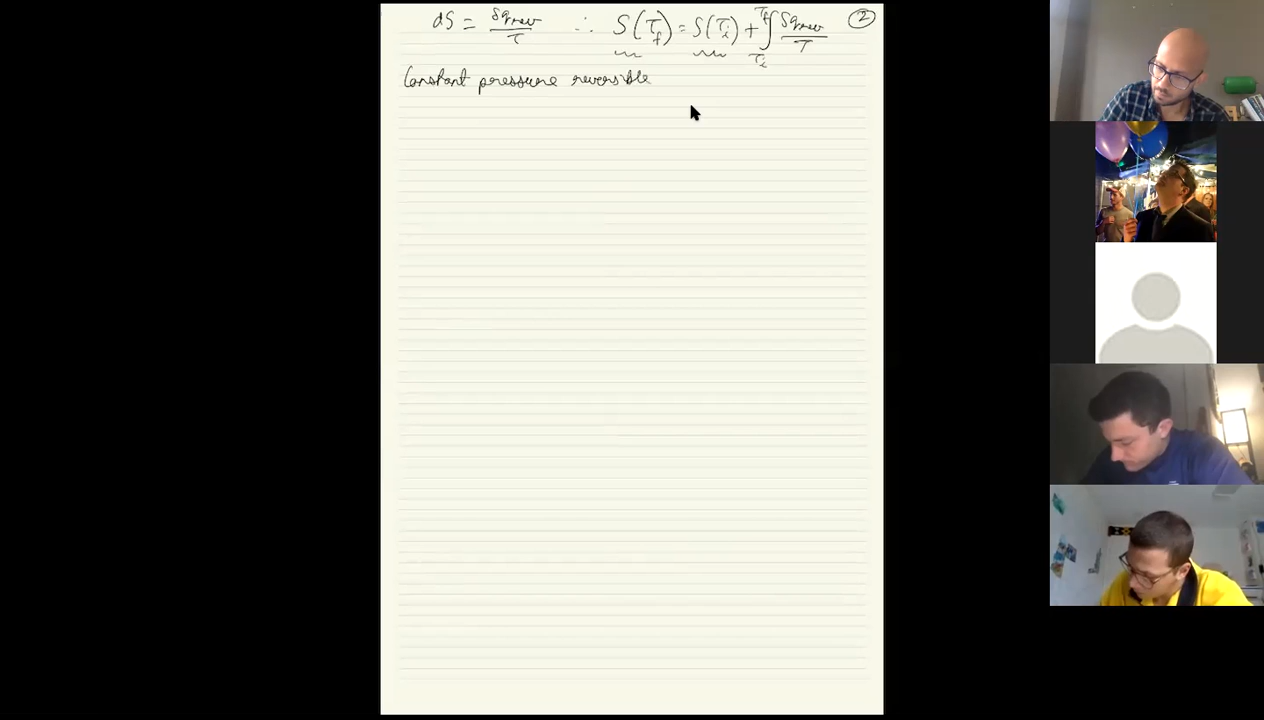 dS = δq_rev / T ∴ S(T_f) = S(T_i) + ∫_{T_i}^{T_f} δq_rev / T ②
Constant pressure reversible